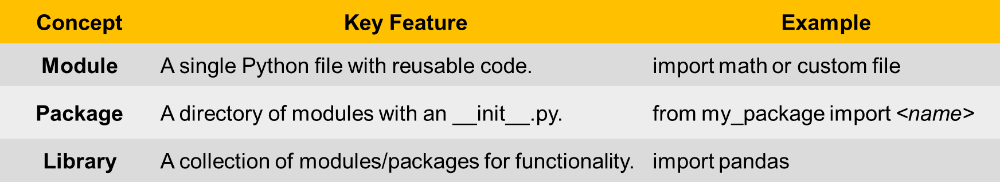 Concept Key Feature Example
Module A single Python file with reusable code. import math or custom file
Package A directory of modules with an __init__.py. from my_package import <name>
Library A collection of modules/packages for functionality. import pandas